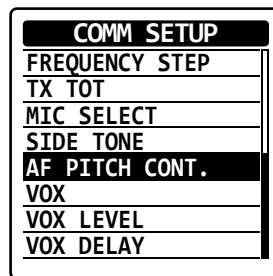 COMM SETUP
FREQUENCY STEP
TX TOT
MIC SELECT
SIDE TONE
AF PITCH CONT.
VOX
VOX LEVEL
VOX DELAY